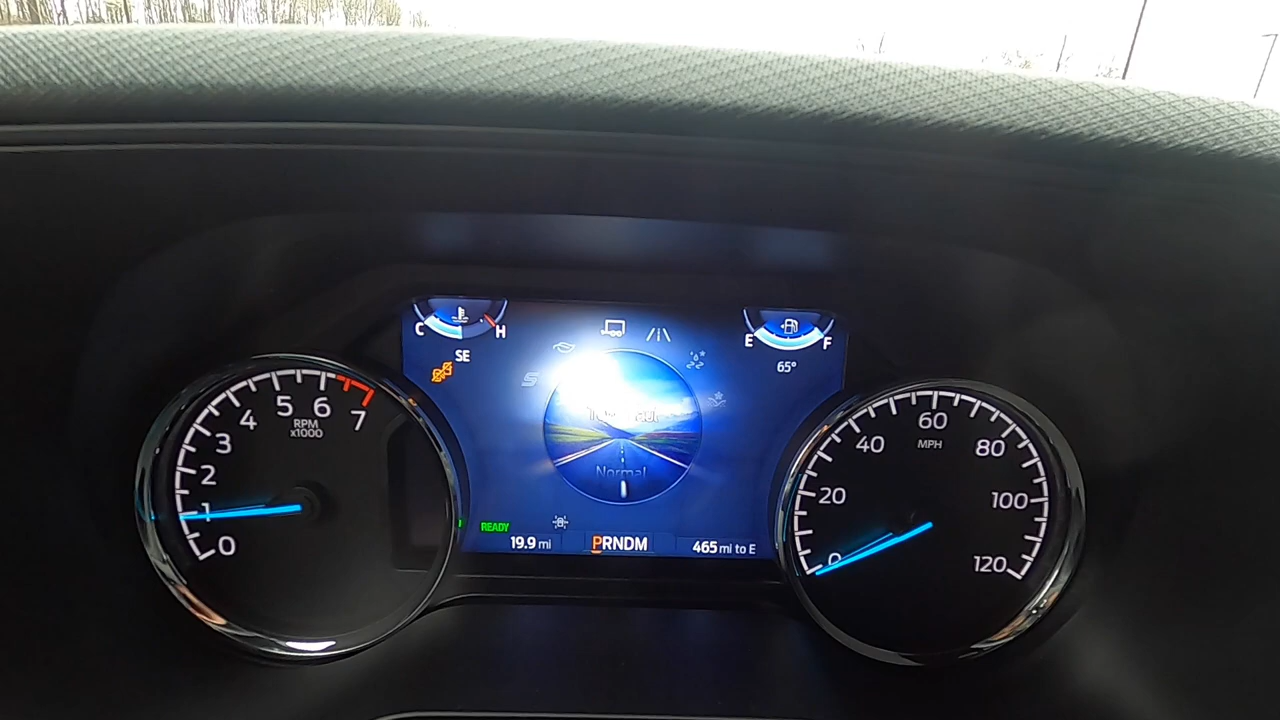 C H
E F
SE
65°
0 1 2 3 4 5 6 7
RPM
x1000
0 20 40 60 80 100 120
MPH
Normal
READY
19.9 mi
PRNDM
465 mi to E